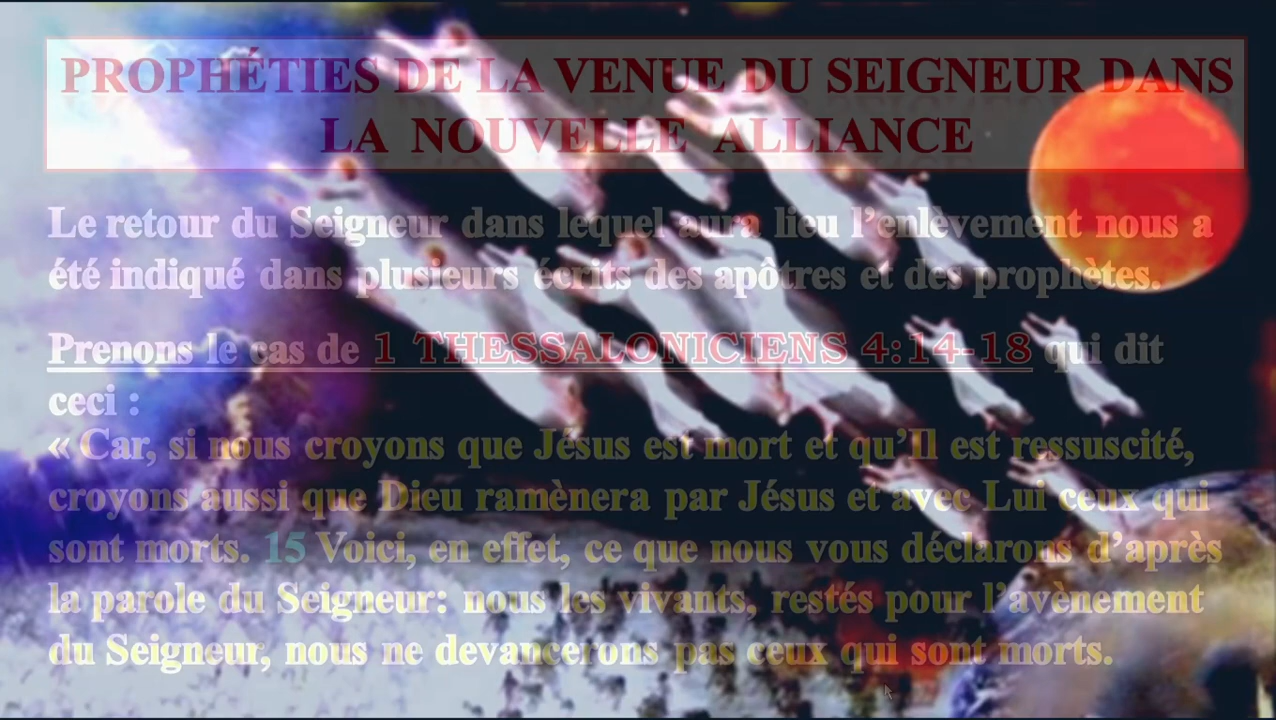 PROPHÉTIES DE LA VENUE DU SEIGNEUR DANS
LA NOUVELLE ALLIANCE
Le retour du Seigneur dans lequel aura lieu l’enlèvement nous a
été indiqué dans plusieurs écrits des apôtres et des prophètes.
Prenons le cas de 1 THESSALONICIENS 4:14-18 qui dit
ceci :
« Car, si nous croyons que Jésus est mort et qu’Il est ressuscité,
croyons aussi que Dieu ramènera par Jésus et avec Lui ceux qui
sont morts. 15 Voici, en effet, ce que nous vous déclarons d’après
la parole du Seigneur: nous les vivants, restés pour l’avènement
du Seigneur, nous ne devancerons pas ceux qui sont morts.